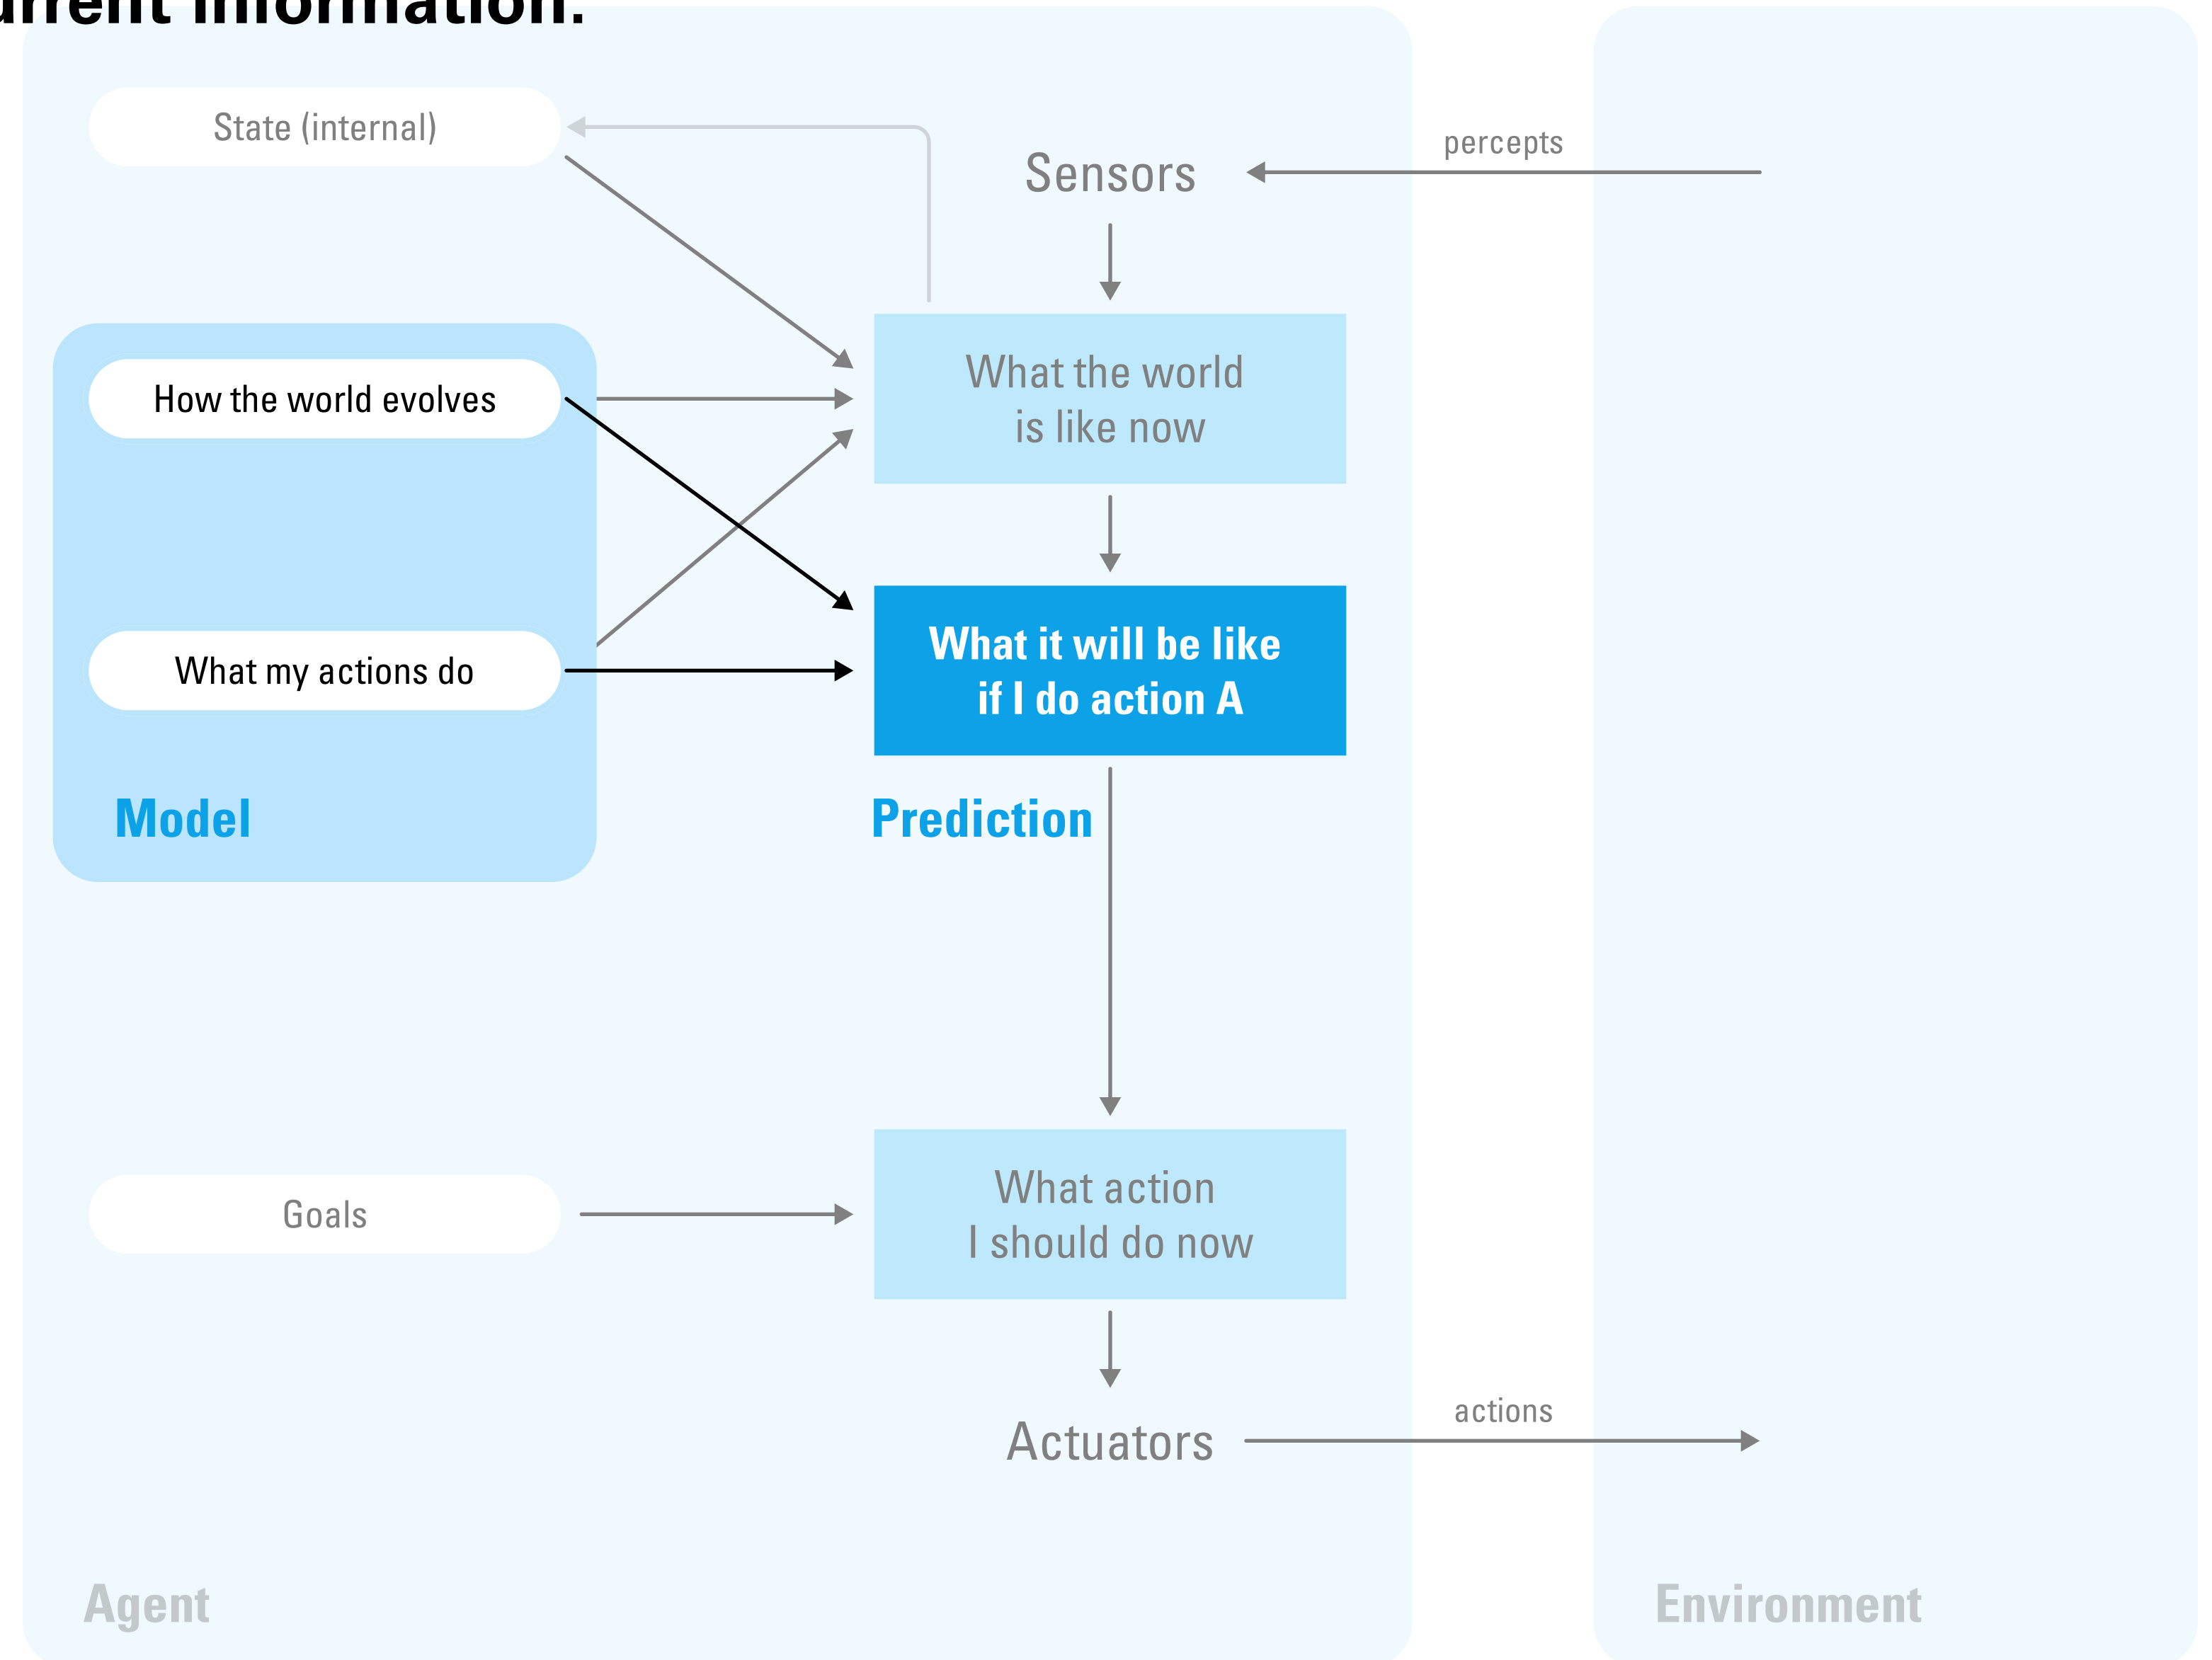 information.
State (internal)
Sensors
percepts
How the world evolves
What the world
is like now
What my actions do
What it will be like
if I do action A
Model
Prediction
Goals
What action
I should do now
Actuators
actions
Agent
Environment